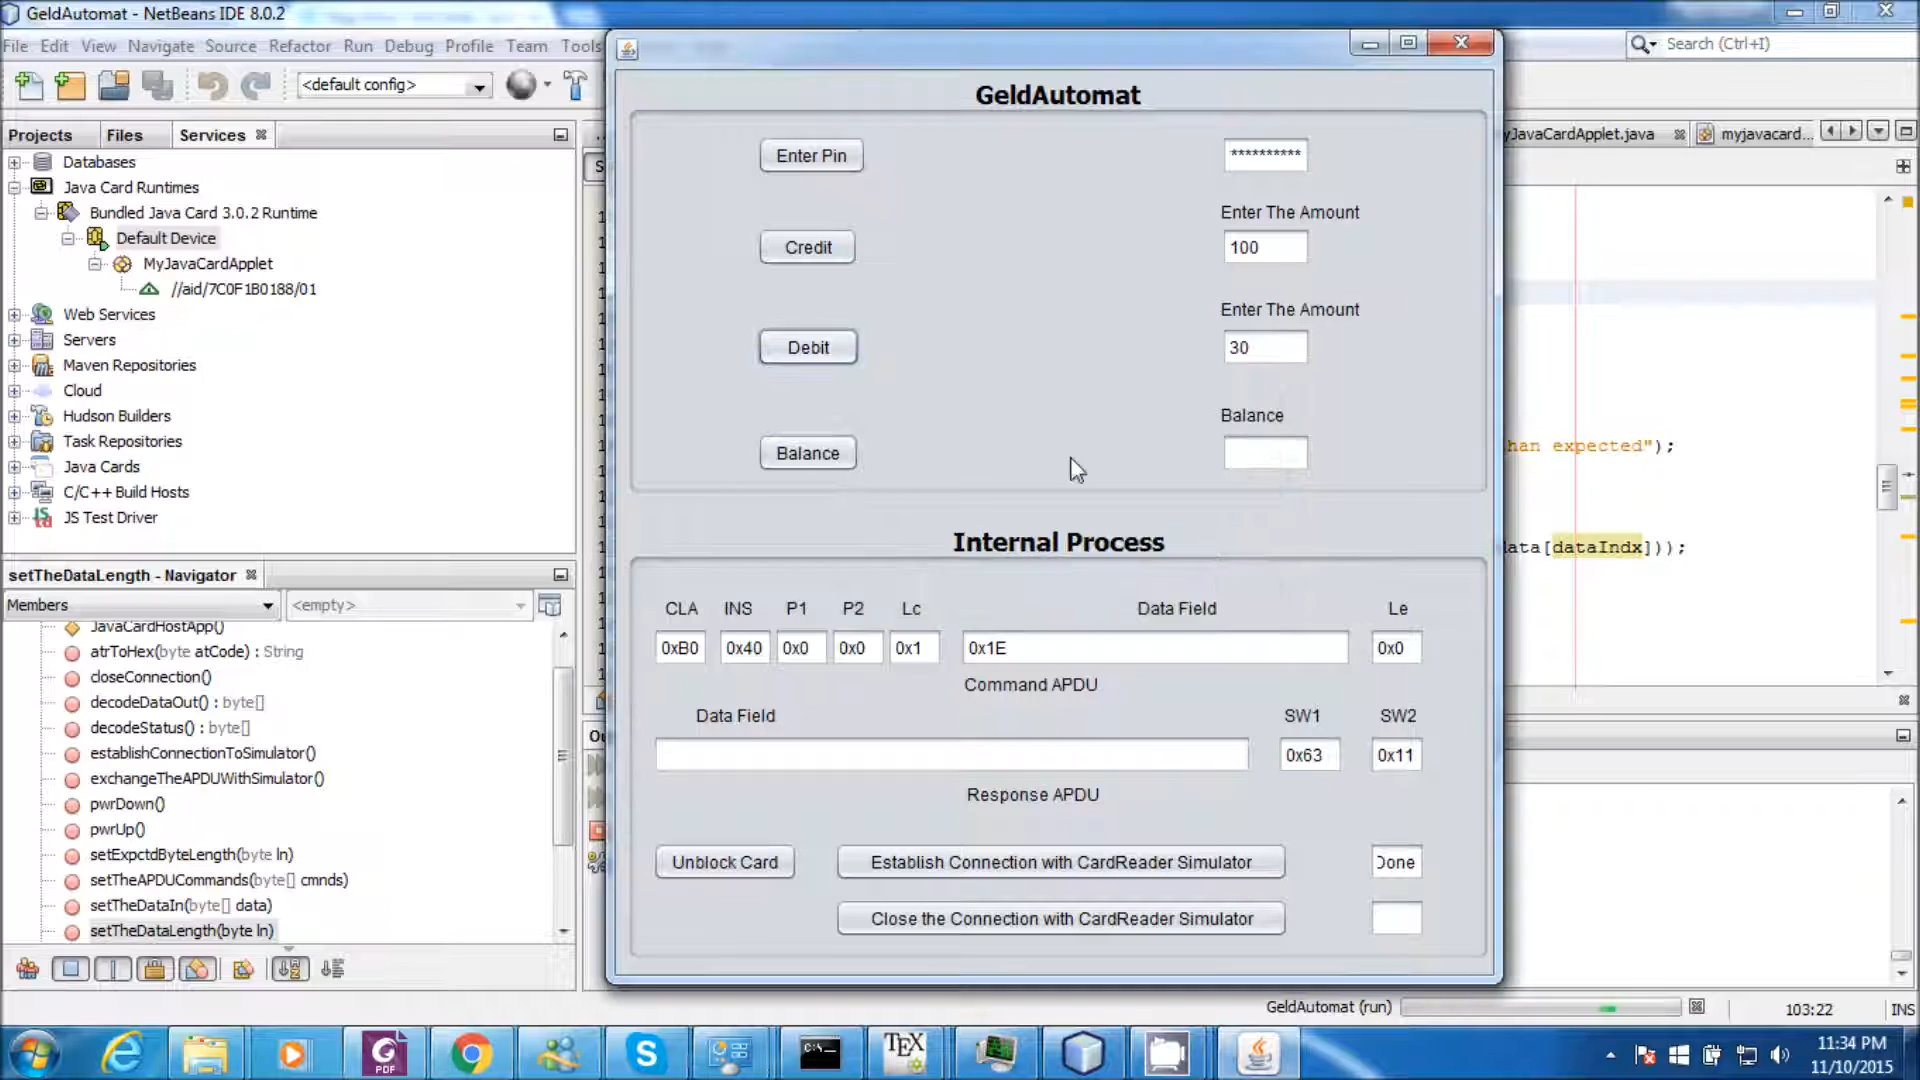 GeldAutomat - NetBeans IDE 8.0.2
File Edit View Navigate Source Refactor Run Debug Profile Team Tools
Search (Ctrl+I)
<default config>
Projects Files Services
Databases
Java Card Runtimes
Bundled Java Card 3.0.2 Runtime
Default Device
MyJavaCardApplet
//aid/7C0F1B0188/01
Web Services
Servers
Maven Repositories
Cloud
Hudson Builders
Task Repositories
Java Cards
C/C++ Build Hosts
JS Test Driver
setTheDataLength - Navigator
Members
<empty>
JavaCardHostApp()
atrToHex(byte atCode) : String
closeConnection()
decodeDataOut() : byte[]
decodeStatus() : byte[]
establishConnectionToSimulator()
exchangeTheAPDUWithSimulator()
pwrDown()
pwrUp()
setExpctdByteLength(byte ln)
setTheAPDUCommands(byte[] cmnds)
setTheDataIn(byte[] data)
setTheDataLength(byte ln)
GeldAutomat
Enter Pin
**********
Enter The Amount
Credit
100
Enter The Amount
Debit
30
Balance
Balance
Internal Process
CLA INS P1 P2 Lc Data Field Le
0xB0 0x40 0x0 0x0 0x1 0x1E 0x0
Command APDU
Data Field SW1 SW2
0x63 0x11
Response APDU
Unblock Card
Establish Connection with CardReader Simulator
Done
Close the Connection with CardReader Simulator
yJavaCardApplet.java
myjavacard...
han expected");
ata[dataIndx]));
GeldAutomat (run)
103:22
INS
PDF
TEX
11:34 PM
11/10/2015